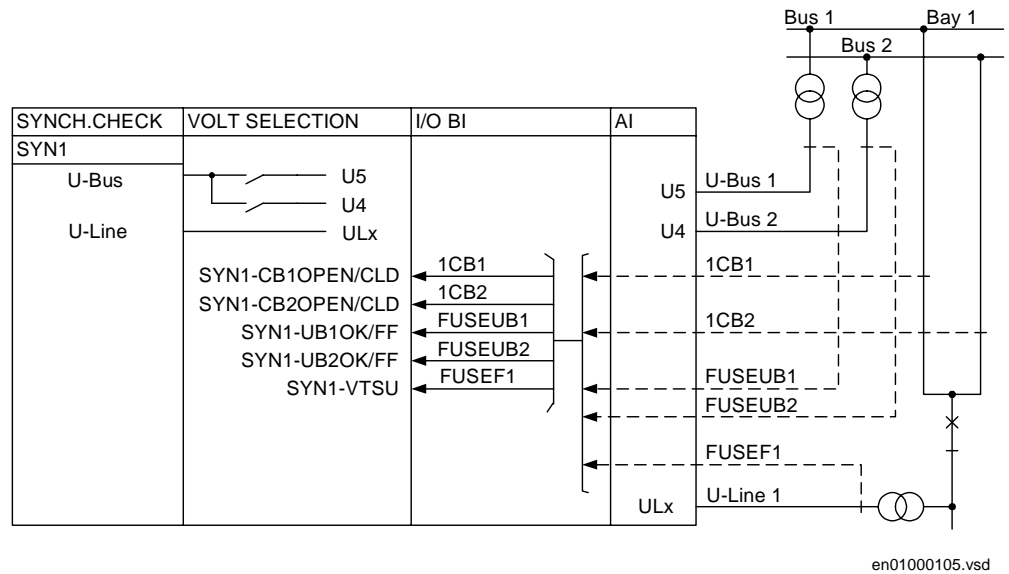 Bus 1 Bay 1
Bus 2
SYNCH.CHECK VOLT SELECTION I/O BI AI
SYN1
U-Bus U5 U5 U-Bus 1
U4 U4 U-Bus 2
U-Line ULx
SYN1-CB1OPEN/CLD 1CB1 1CB1
SYN1-CB2OPEN/CLD 1CB2
SYN1-UB1OK/FF FUSEUB1 1CB2
SYN1-UB2OK/FF FUSEUB2
SYN1-VTSU FUSEF1 FUSEUB1
FUSEUB2
FUSEF1
ULx U-Line 1
en01000105.vsd